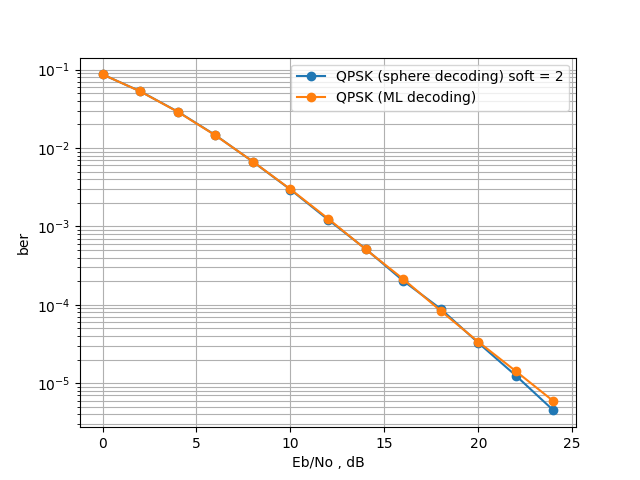 QPSK (sphere decoding) soft = 2
QPSK (ML decoding)
10⁻¹
10⁻²
10⁻³
10⁻⁴
10⁻⁵
ber
0 5 10 15 20 25
Eb/No , dB